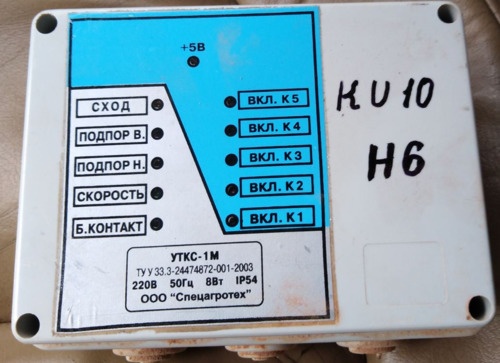 +5В
СХОД
ПОДПОР В.
ПОДПОР Н.
СКОРОСТЬ
Б.КОНТАКТ
ВКЛ. К5
ВКЛ. К4
ВКЛ. К3
ВКЛ. К2
ВКЛ. К1
УТКС-1М
ТУ У 33.3-24474872-001-2003
220В 50Гц 8Вт IP54
ООО "Спецагротех"
KU10
Н6